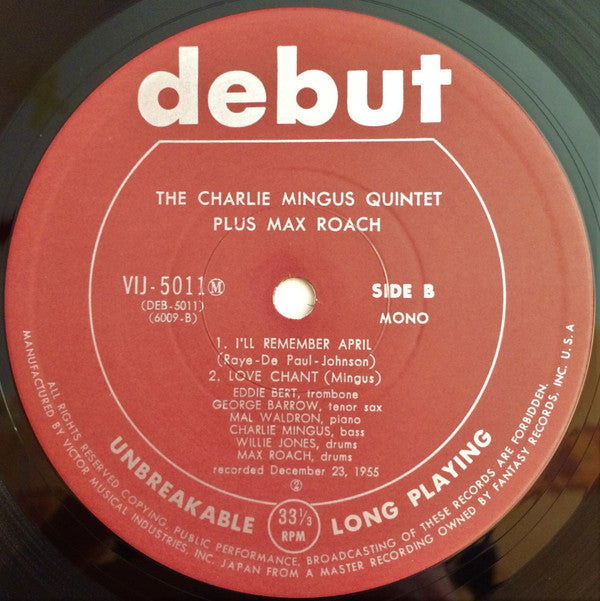 debut
THE CHARLIE MINGUS QUINTET
PLUS MAX ROACH
VIJ-5011 Ⓜ
(DEB-5011)
(6009-B)
SIDE B
MONO
1. I'LL REMEMBER APRIL
(Raye-De Paul-Johnson)
2. LOVE CHANT (Mingus)
EDDIE BERT, trombone
GEORGE BARROW, tenor sax
MAL WALDRON, piano
CHARLIE MINGUS, bass
WILLIE JONES, drums
MAX ROACH, drums
recorded December 23, 1955
②
UNBREAKABLE
33⅓
RPM
LONG PLAYING
ALL RIGHTS RESERVED COPYING, PUBLIC PERFORMANCE, BROADCASTING OF THESE RECORDS ARE FORBIDDEN.
MANUFACTURED BY VICTOR MUSICAL INDUSTRIES, INC. JAPAN FROM A MASTER RECORDING OWNED BY FANTASY RECORDS, INC. U.S.A